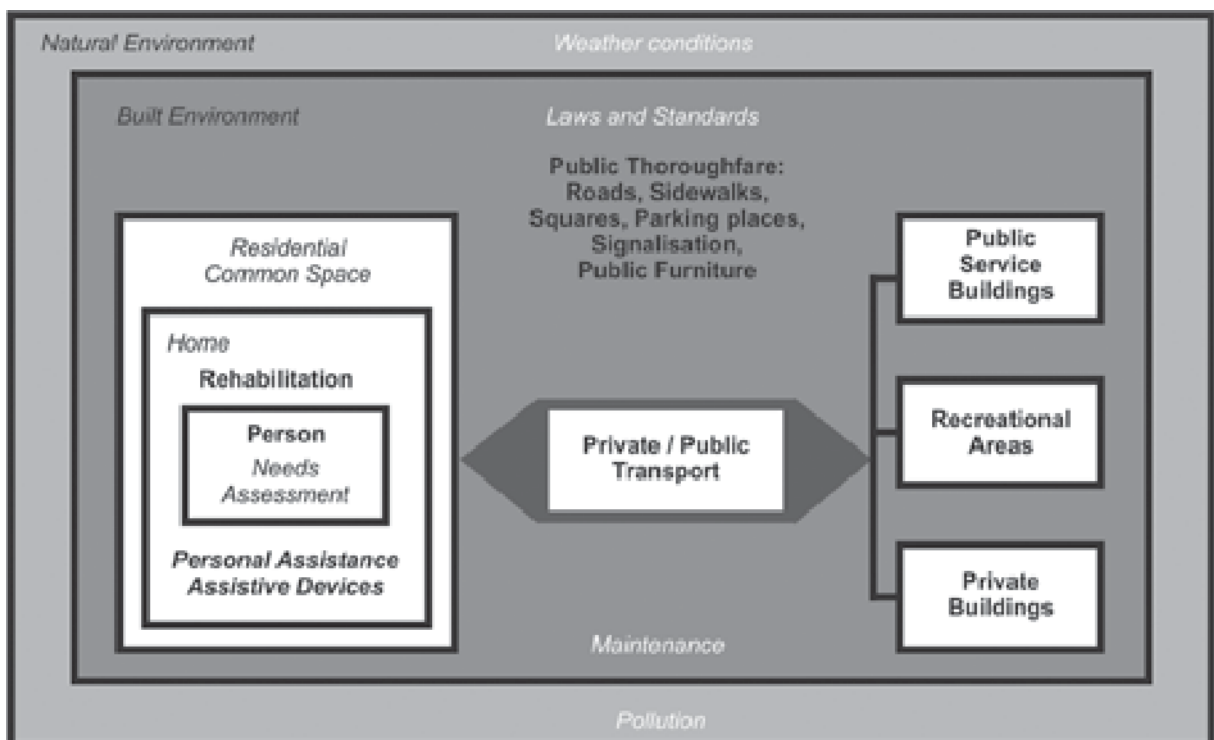 Natural Environment
Weather conditions
Built Environment
Laws and Standards
Public Thoroughfare:
Roads, Sidewalks,
Squares, Parking places,
Signalisation,
Public Furniture
Residential
Common Space
Home
Rehabilitation
Person
Needs
Assessment
Personal Assistance
Assistive Devices
Private / Public
Transport
Public
Service
Buildings
Recreational
Areas
Private
Buildings
Maintenance
Pollution